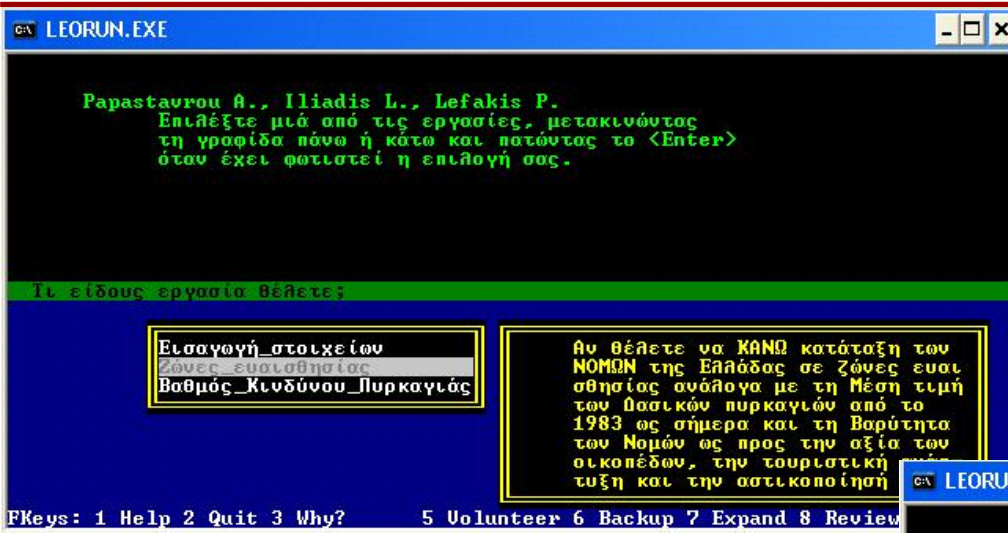 LEORUN.EXE
Papastavrou A., Iliadis L., Lefakis P.
Επιλέξτε μιά από τις εργασίες, μετακινώντας
τη γραφίδα πάνω ή κάτω και πατώντας το <Enter>
όταν έχει φωτιστεί η επιλογή σας.
Τι είδους εργασία θέλετε;
Εισαγωγή_στοιχείων
Ζώνες_ευαισθησίας
Βαθμός_Κινδύνου_Πυρκαγιάς
Αν θέλετε να ΚΑΝΩ κατάταξη των
ΝΟΜΩΝ της Ελλάδας σε ζώνες ευαι
σθησίας ανάλογα με τη Μέση τιμή
των Δασικών πυρκαγιών από το
1983 ως σήμερα και τη Βαρύτητα
των Νομών ως προς την αξία των
οικοπέδων, την τουριστική
τυξη και την αστικοποίησή
LEORU
FKeys: 1 Help 2 Quit 3 Why? 5 Volunteer 6 Backup 7 Expand 8 Review